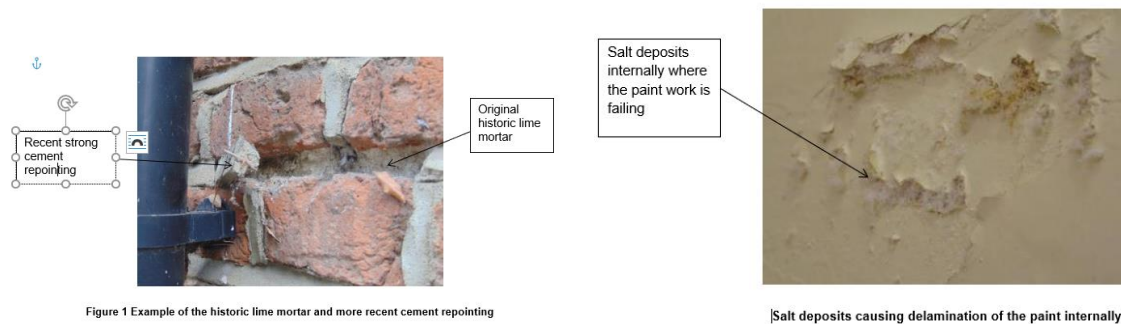 Recent strong
cement
repointing
Original
historic lime
mortar
Figure 1 Example of the historic lime mortar and more recent cement repointing
Salt deposits
internally where
the paint work is
failing
Salt deposits causing delamination of the paint internally